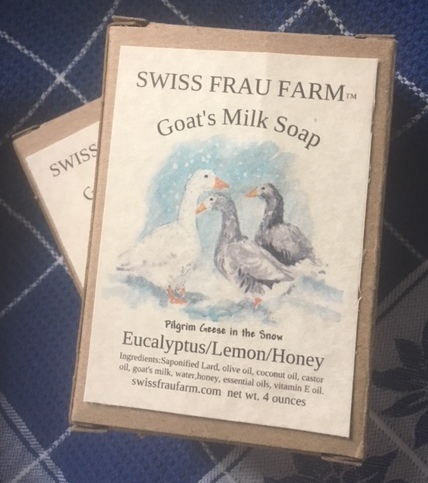 SWISS FRAU FARM™
Goat's Milk Soap
Pilgrim Geese in the Snow
Eucalyptus/Lemon/Honey
Ingredients:Saponified Lard, olive oil, coconut oil, castor
oil, goat's milk, water,honey, essential oils, vitamin E oil.
swissfraufarm.com net wt. 4 ounces
SWISS
G